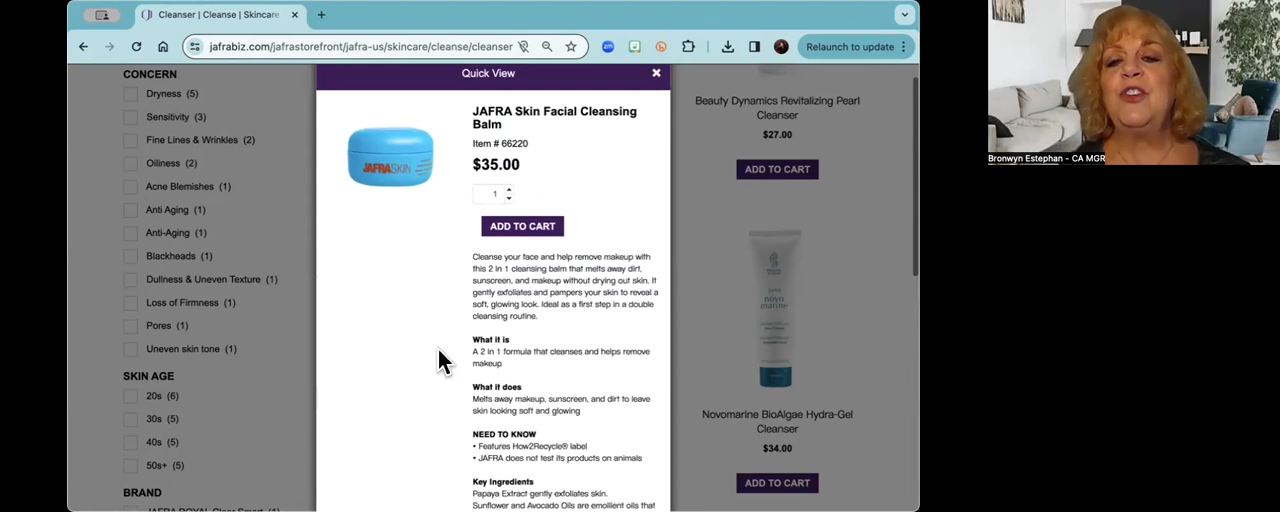 Cleanser | Cleanse | Skincare
jafrabiz.com/jafrastorefront/jafra-us/skincare/cleanse/cleanser
Relaunch to update
CONCERN
Dryness (5)
Sensitivity (3)
Fine Lines & Wrinkles (2)
Oiliness (2)
Acne Blemishes (1)
Anti Aging (1)
Anti-Aging (1)
Blackheads (1)
Dullness & Uneven Texture (1)
Loss of Firmness (1)
Pores (1)
Uneven skin tone (1)
SKIN AGE
20s (6)
30s (5)
40s (5)
50s+ (5)
BRAND
JAFRA ROYAL Clear Smart (1)
Quick View
JAFRASKIN
JAFRA Skin Facial Cleansing
Balm
Item # 66220
$35.00
1
ADD TO CART
Cleanse your face and help remove makeup with
this 2 in 1 cleansing balm that melts away dirt,
sunscreen, and makeup without drying out skin. It
gently exfoliates and pampers your skin to reveal a
soft, glowing look. Ideal as a first step in a double
cleansing routine.
What it is
A 2 in 1 formula that cleanses and helps remove
makeup
What it does
Melts away makeup, sunscreen, and dirt to leave
skin looking soft and glowing
NEED TO KNOW
• Features How2Recycle® label
• JAFRA does not test its products on animals
Key Ingredients
Papaya Extract gently exfoliates skin.
Sunflower and Avocado Oils are emollient oils that
Beauty Dynamics Revitalizing Pearl
Cleanser
$27.00
ADD TO CART
novo
marine
Novomarine BioAlgae Hydra-Gel
Cleanser
$34.00
ADD TO CART
Bronwyn Estephan - CA MGR